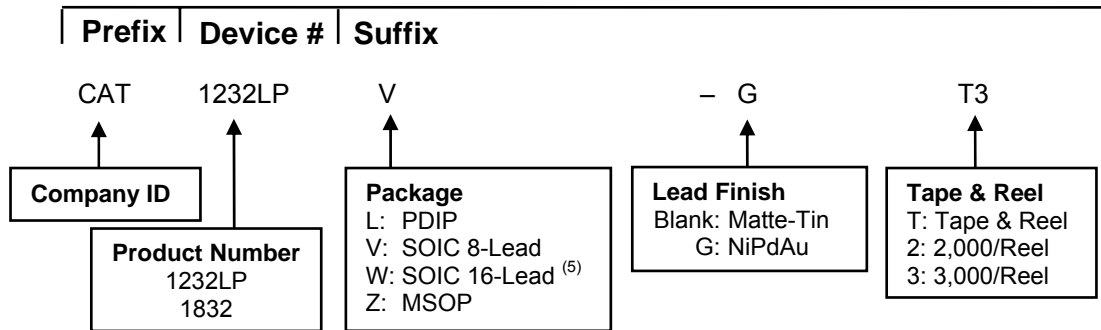 Prefix Device # Suffix
CAT 1232LP V – G T3
Company ID
Product Number
1232LP
1832
Package
L: PDIP
V: SOIC 8-Lead
W: SOIC 16-Lead (5)
Z: MSOP
Lead Finish
Blank: Matte-Tin
G: NiPdAu
Tape & Reel
T: Tape & Reel
2: 2,000/Reel
3: 3,000/Reel